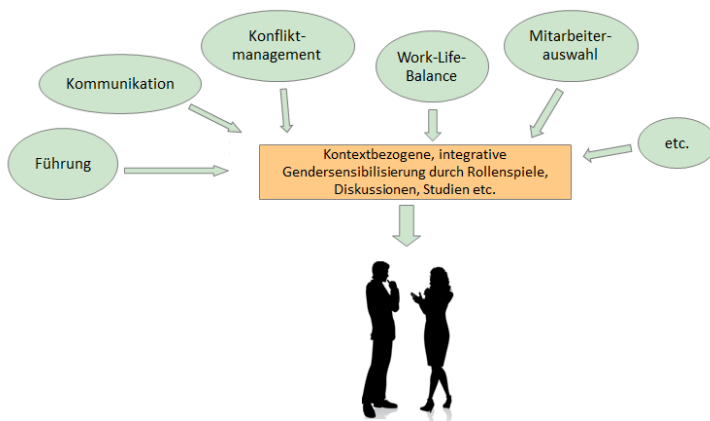 Konflikt-
management
Mitarbeiter-
auswahl
Work-Life-
Balance
Kommunikation
etc.
Führung
Kontextbezogene, integrative
Gendersensibilisierung durch Rollenspiele,
Diskussionen, Studien etc.